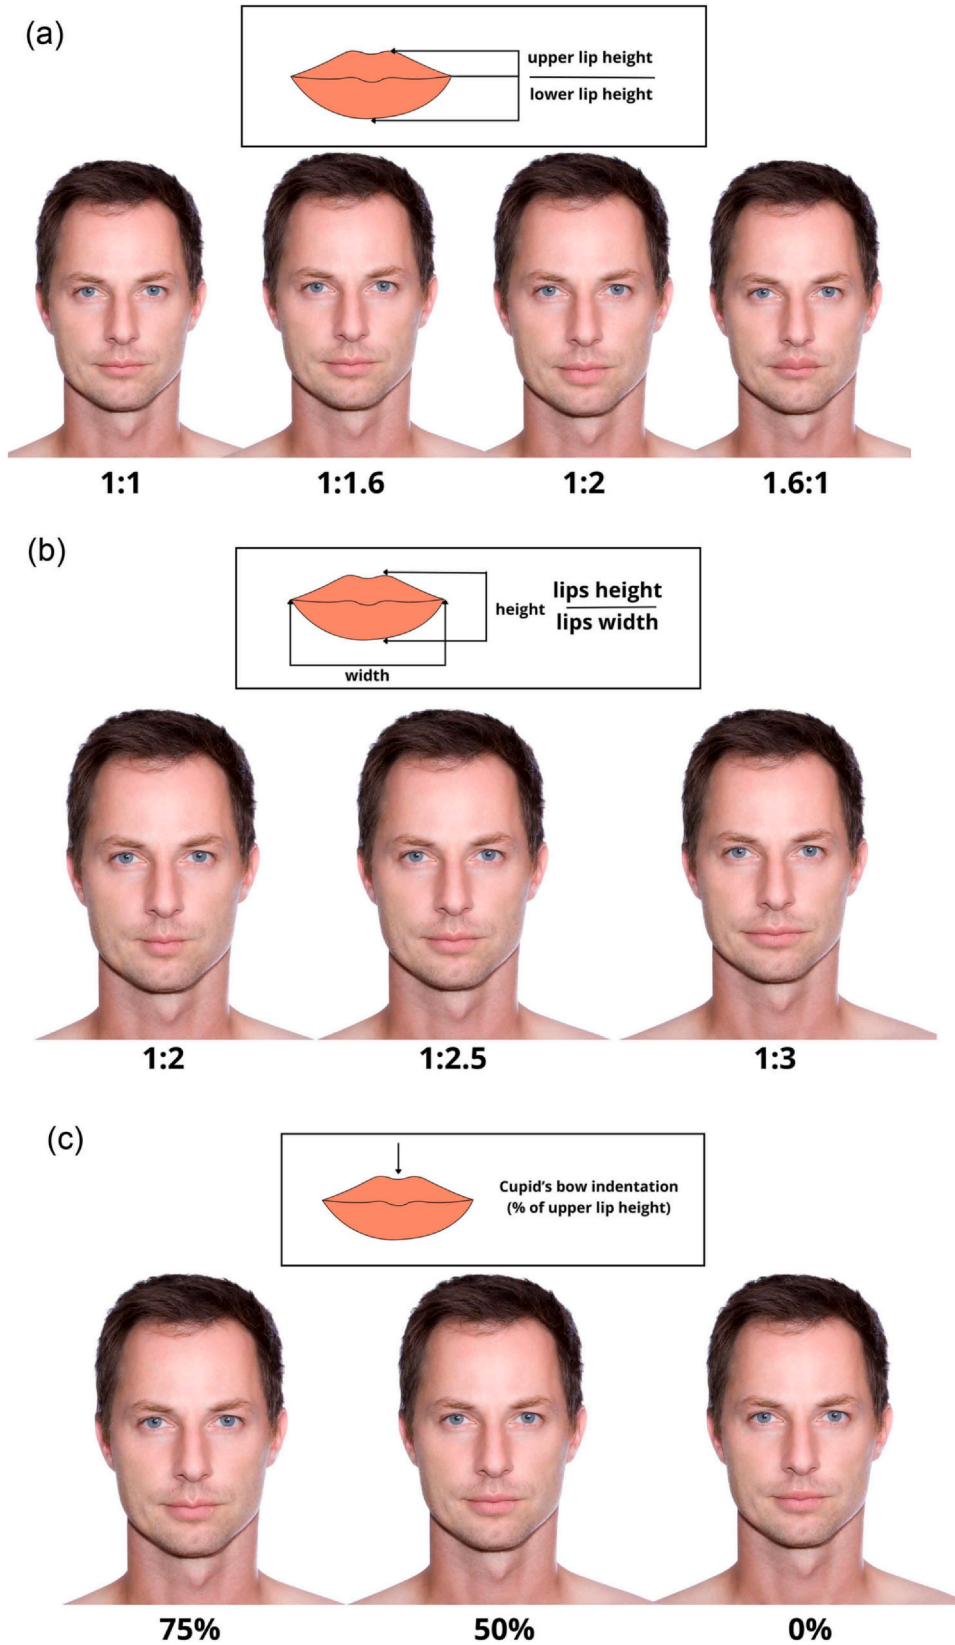 (a)
upper lip height
lower lip height
1:1
1:1.6
1:2
1.6:1
(b)
height
lips height
lips width
width
1:2
1:2.5
1:3
(c)
Cupid's bow indentation
(% of upper lip height)
75%
50%
0%